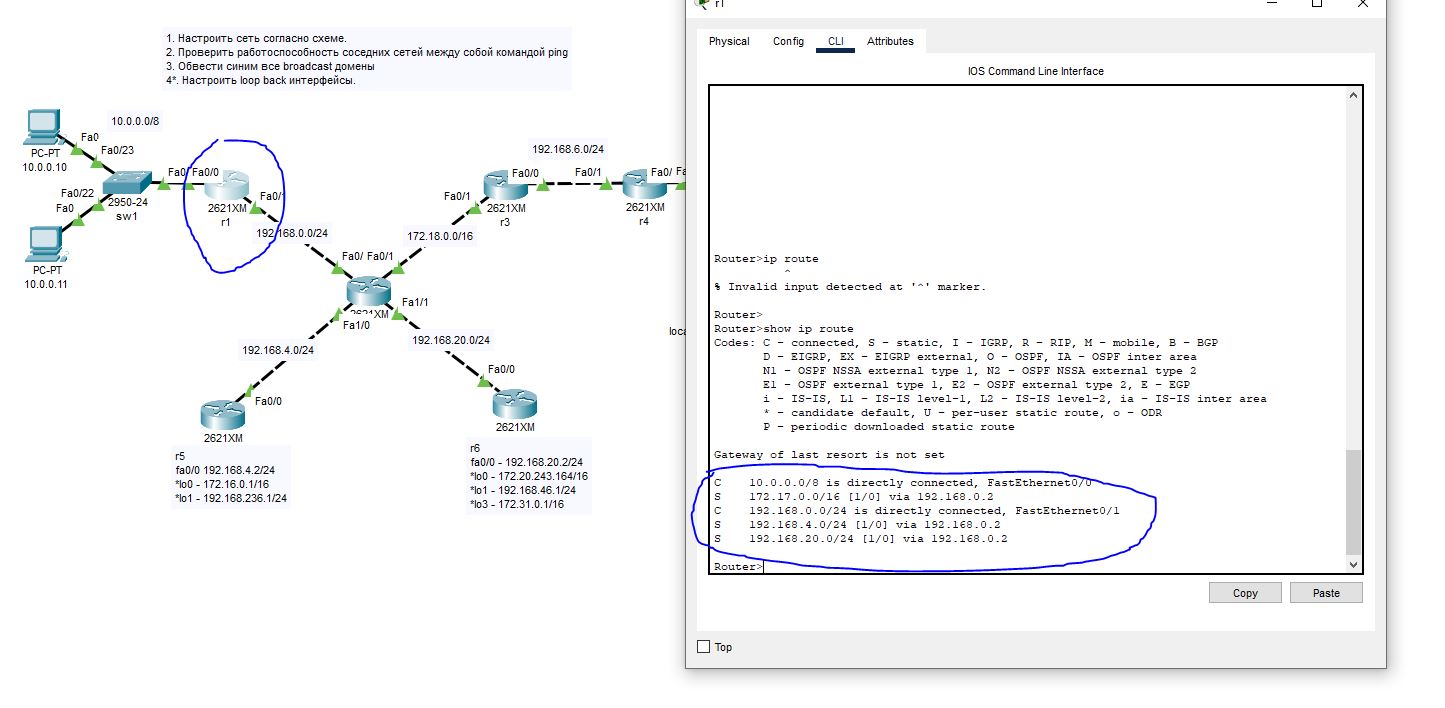 1. Настроить сеть согласно схеме.
2. Проверить работоспособность соседних сетей между собой командой ping
3. Обвести синим все broadcast домены
4*. Настроить loop back интерфейсы.
10.0.0.0/8
Fa0
Fa0/23
PC-PT
10.0.0.10
Fa0/22
Fa0
2950-24
sw1
PC-PT
10.0.0.11
Fa0/
Fa0/0
Fa0/1
2621XM
r1
192.168.0.0/24
192.168.6.0/24
Fa0/0
Fa0/1
Fa0/
Fa0/1
2621XM
r3
2621XM
r4
172.18.0.0/16
Fa0/ Fa0/1
2621XM
Fa1/1
Fa1/0
192.168.4.0/24
192.168.20.0/24
Fa0/0
Fa0/0
2621XM
2621XM
r5
fa0/0 192.168.4.2/24
*lo0 - 172.16.0.1/16
*lo1 - 192.168.236.1/24
r6
fa0/0 - 192.168.20.2/24
*lo0 - 172.20.243.164/16
*lo1 - 192.168.46.1/24
*lo3 - 172.31.0.1/16
loca
r1
Physical Config CLI Attributes
IOS Command Line Interface
Router>ip route
^
% Invalid input detected at '^' marker.
Router>
Router>show ip route
Codes: C - connected, S - static, I - IGRP, R - RIP, M - mobile, B - BGP
D - EIGRP, EX - EIGRP external, O - OSPF, IA - OSPF inter area
N1 - OSPF NSSA external type 1, N2 - OSPF NSSA external type 2
E1 - OSPF external type 1, E2 - OSPF external type 2, E - EGP
i - IS-IS, L1 - IS-IS level-1, L2 - IS-IS level-2, ia - IS-IS inter area
* - candidate default, U - per-user static route, o - ODR
P - periodic downloaded static route
Gateway of last resort is not set
C 10.0.0.0/8 is directly connected, FastEthernet0/0
S 172.17.0.0/16 [1/0] via 192.168.0.2
C 192.168.0.0/24 is directly connected, FastEthernet0/1
S 192.168.4.0/24 [1/0] via 192.168.0.2
S 192.168.20.0/24 [1/0] via 192.168.0.2
Router>
Copy Paste
Top